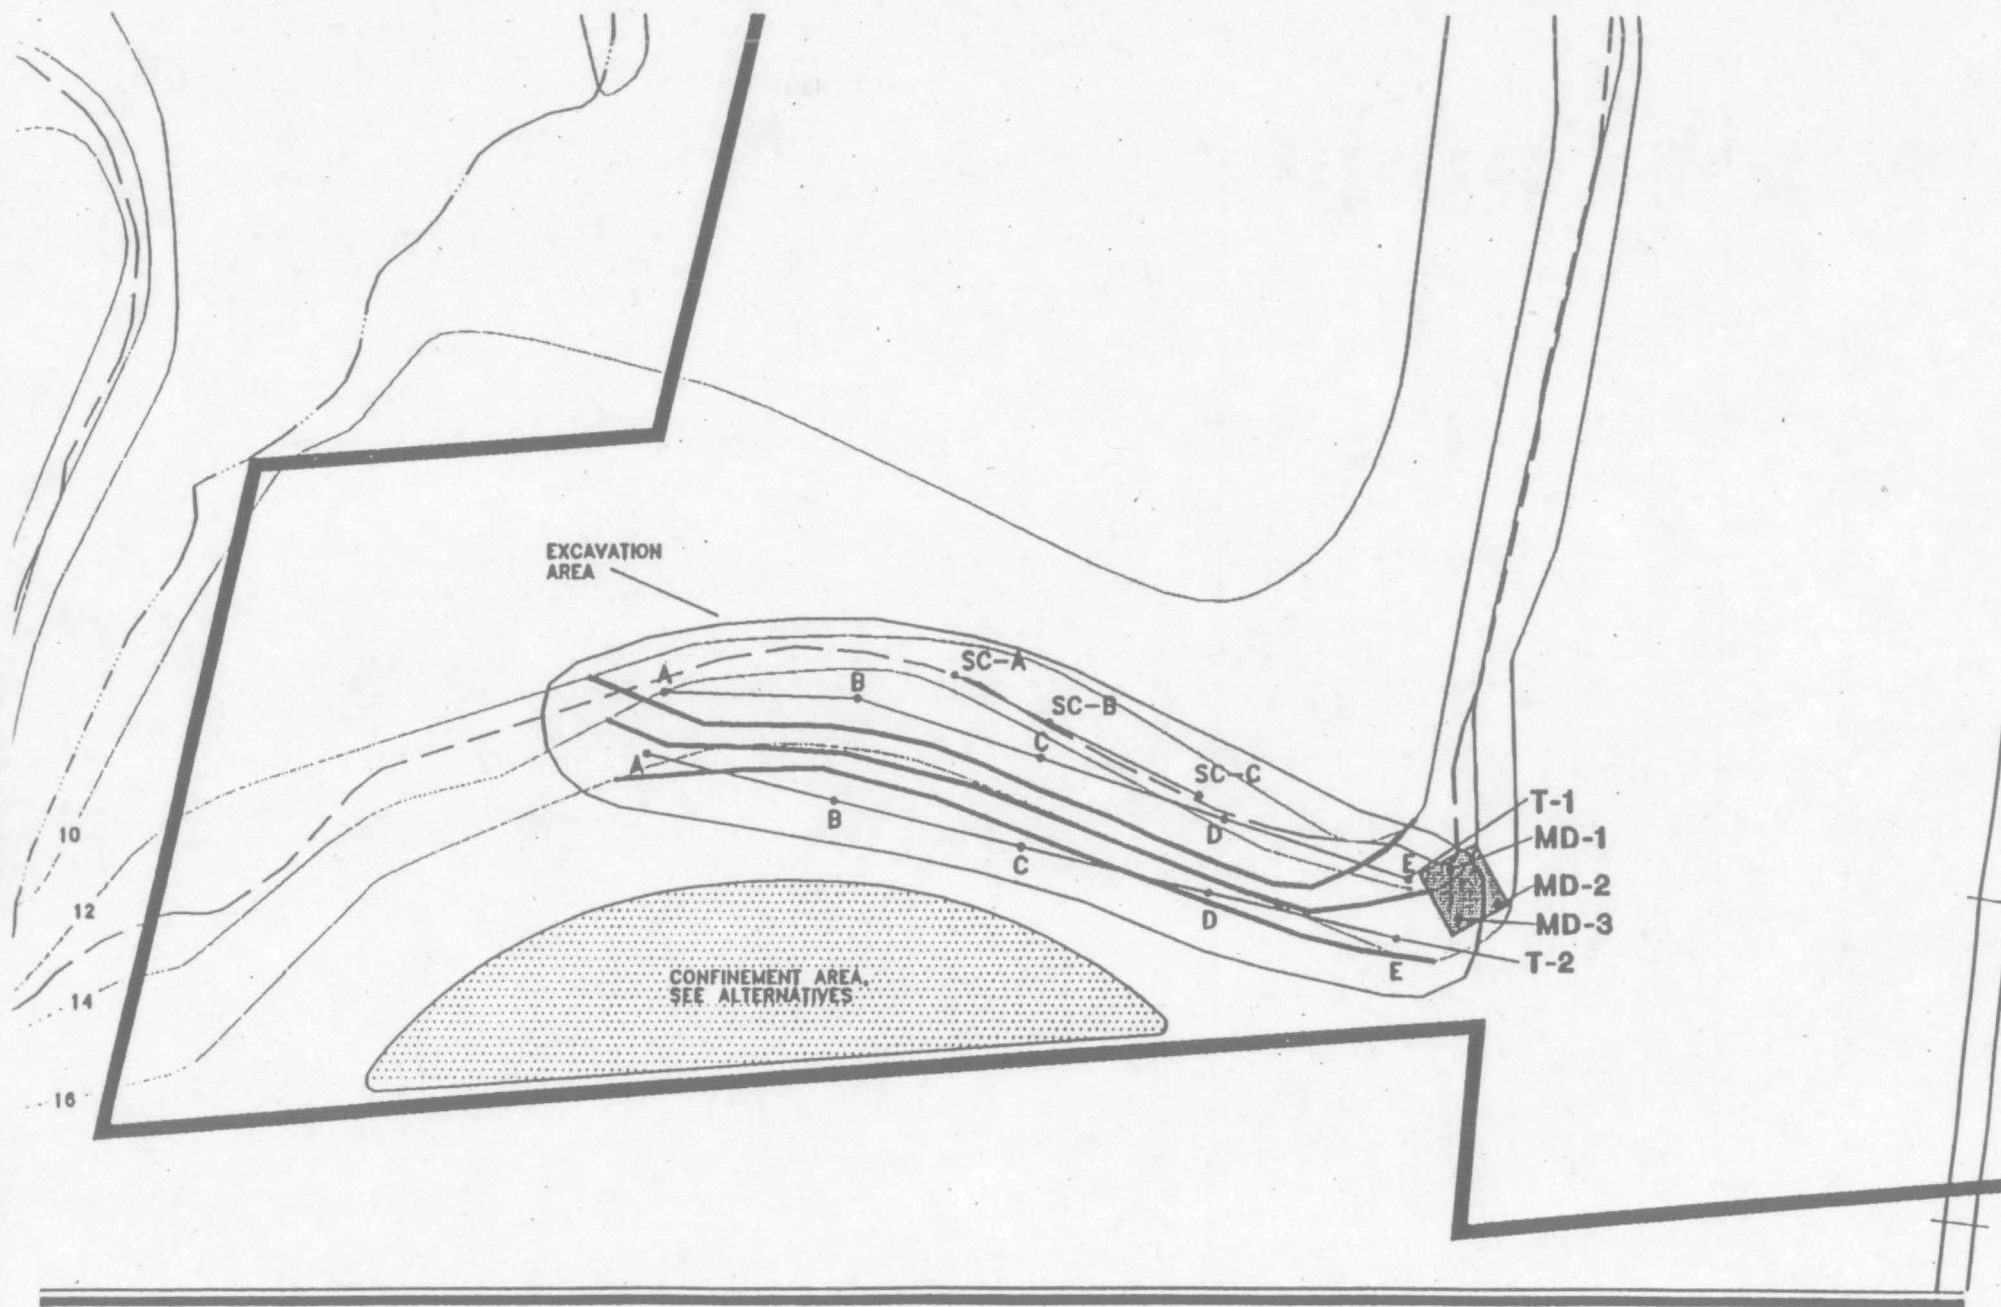 EXCAVATION
AREA
SC-A
A
B
SC-B
C
A
SC-C
T-1
10
B
D
MD-1
C
E
MD-2
12
D
MD-3
T-2
E
CONFINEMENT AREA,
SEE ALTERNATIVES
14
16